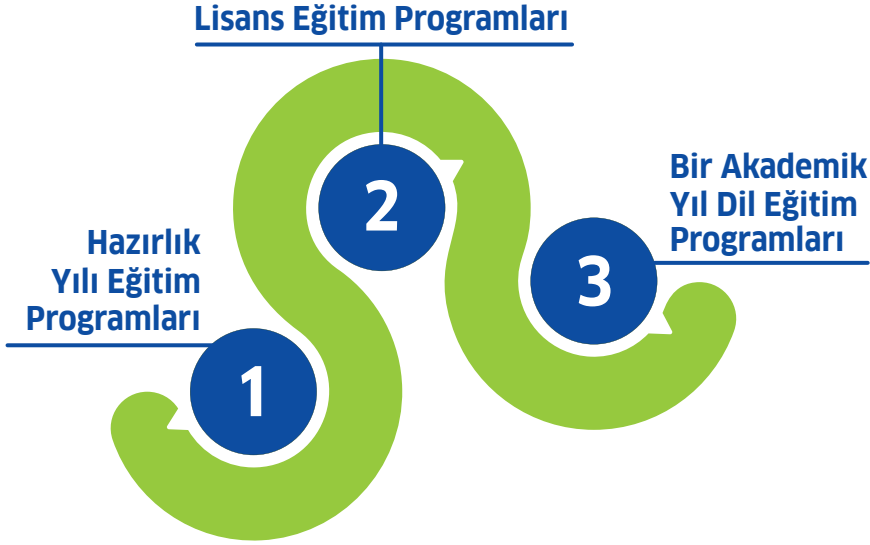 Lisans Eğitim Programları
2
Bir Akademik
Yıl Dil Eğitim
Programları
3
Hazırlık
Yılı Eğitim
Programları
1